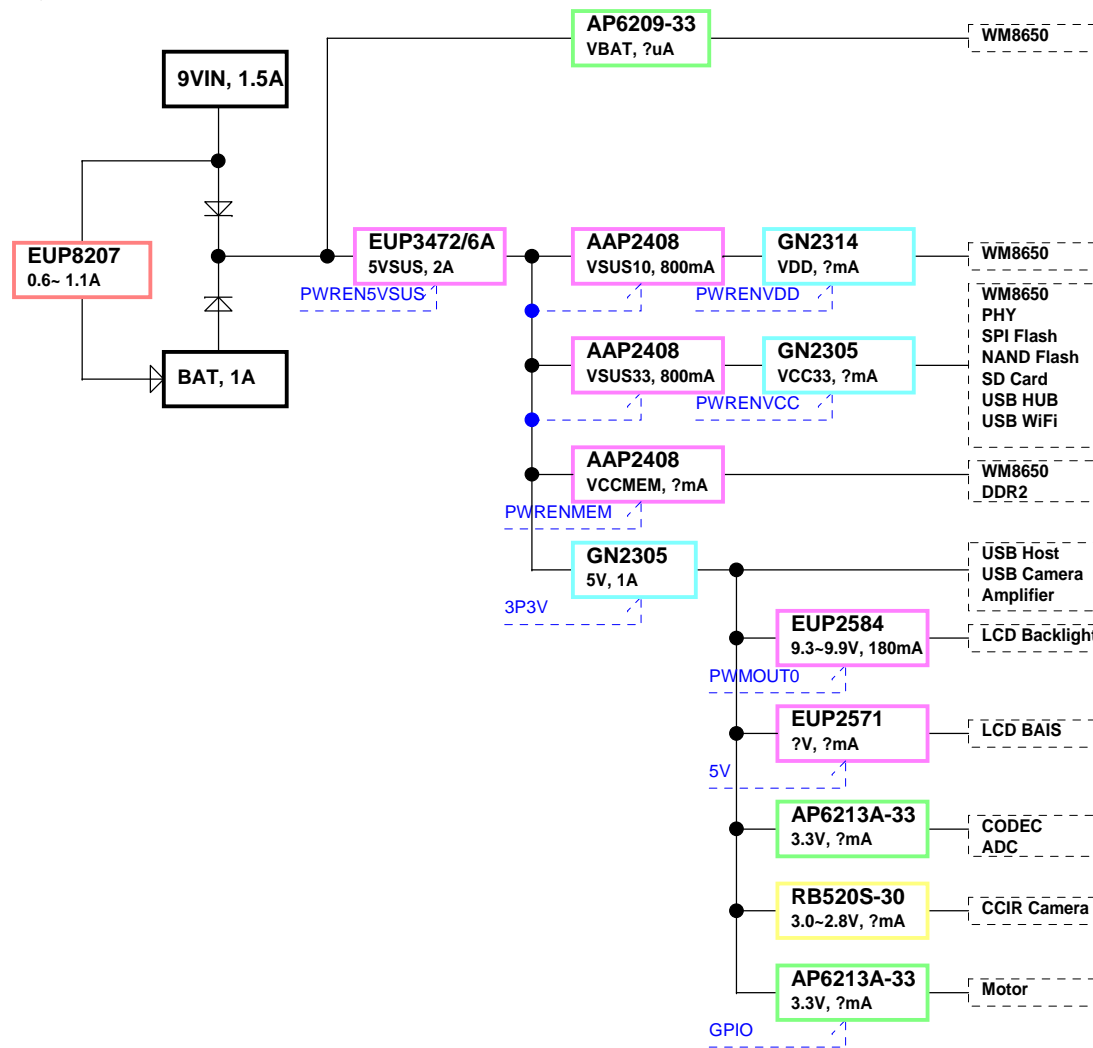 AP6209-33
VBAT, ?uA
WM8650
9VIN, 1.5A
EUP8207
0.6~ 1.1A
BAT, 1A
EUP3472/6A
5VSUS, 2A
PWREN5VSUS
AAP2408
VSUS10, 800mA
GN2314
VDD, ?mA
PWRENVDD
WM8650
AAP2408
VSUS33, 800mA
GN2305
VCC33, ?mA
PWRENVCC
WM8650
PHY
SPI Flash
NAND Flash
SD Card
USB HUB
USB WiFi
AAP2408
VCCMEM, ?mA
PWRENMEM
WM8650
DDR2
GN2305
5V, 1A
3P3V
USB Host
USB Camera
Amplifier
EUP2584
9.3~9.9V, 180mA
PWMOUT0
LCD Backlight
EUP2571
?V, ?mA
5V
LCD BAIS
AP6213A-33
3.3V, ?mA
CODEC
ADC
RB520S-30
3.0~2.8V, ?mA
CCIR Camera
AP6213A-33
3.3V, ?mA
GPIO
Motor